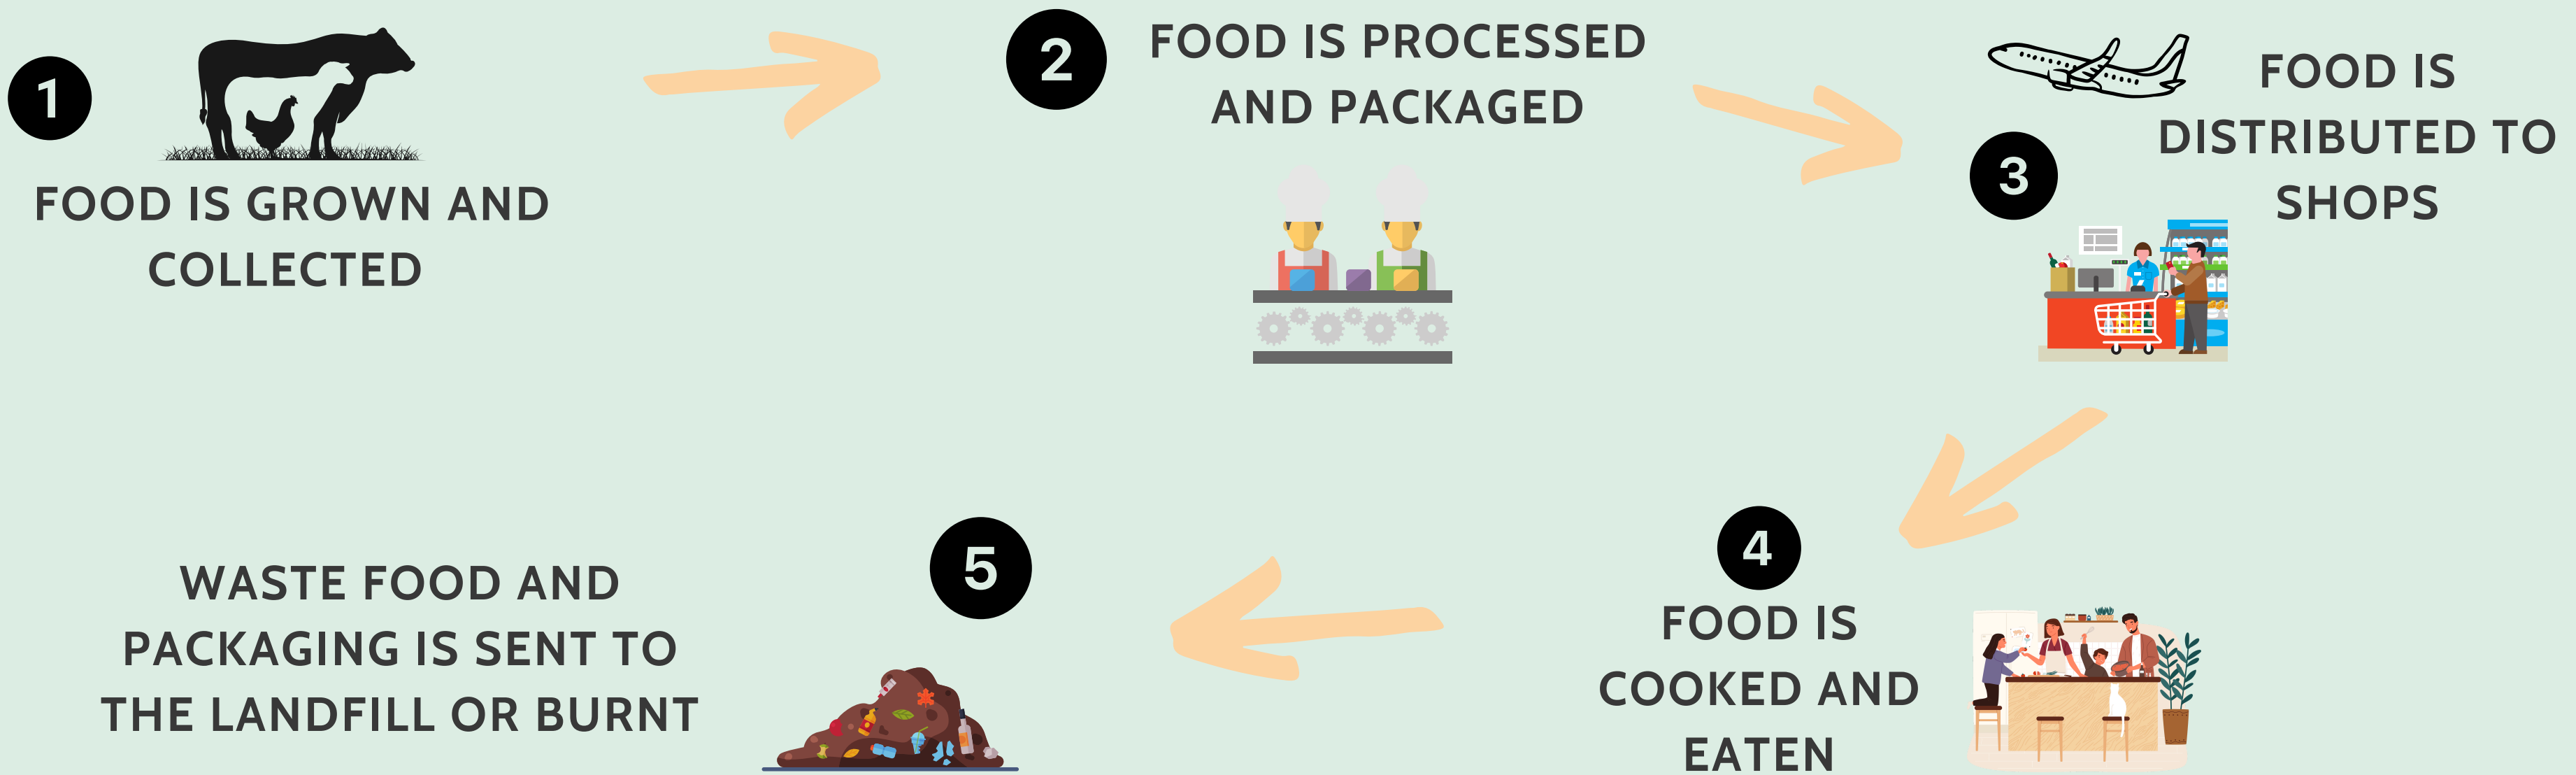 1
FOOD IS GROWN AND
COLLECTED
2
FOOD IS PROCESSED
AND PACKAGED
3
FOOD IS
DISTRIBUTED TO
SHOPS
4
FOOD IS
COOKED AND
EATEN
5
WASTE FOOD AND
PACKAGING IS SENT TO
THE LANDFILL OR BURNT